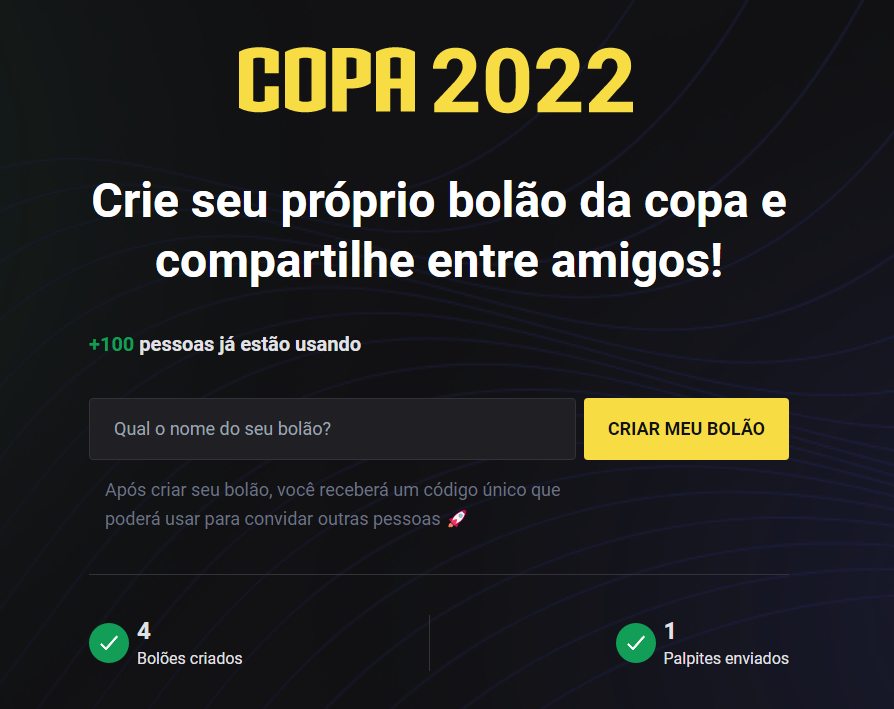 COPA 2022
Crie seu próprio bolão da copa e
compartilhe entre amigos!
+100 pessoas já estão usando
Qual o nome do seu bolão?
CRIAR MEU BOLÃO
Após criar seu bolão, você receberá um código único que
poderá usar para convidar outras pessoas 🚀
4
Bolões criados
1
Palpites enviados